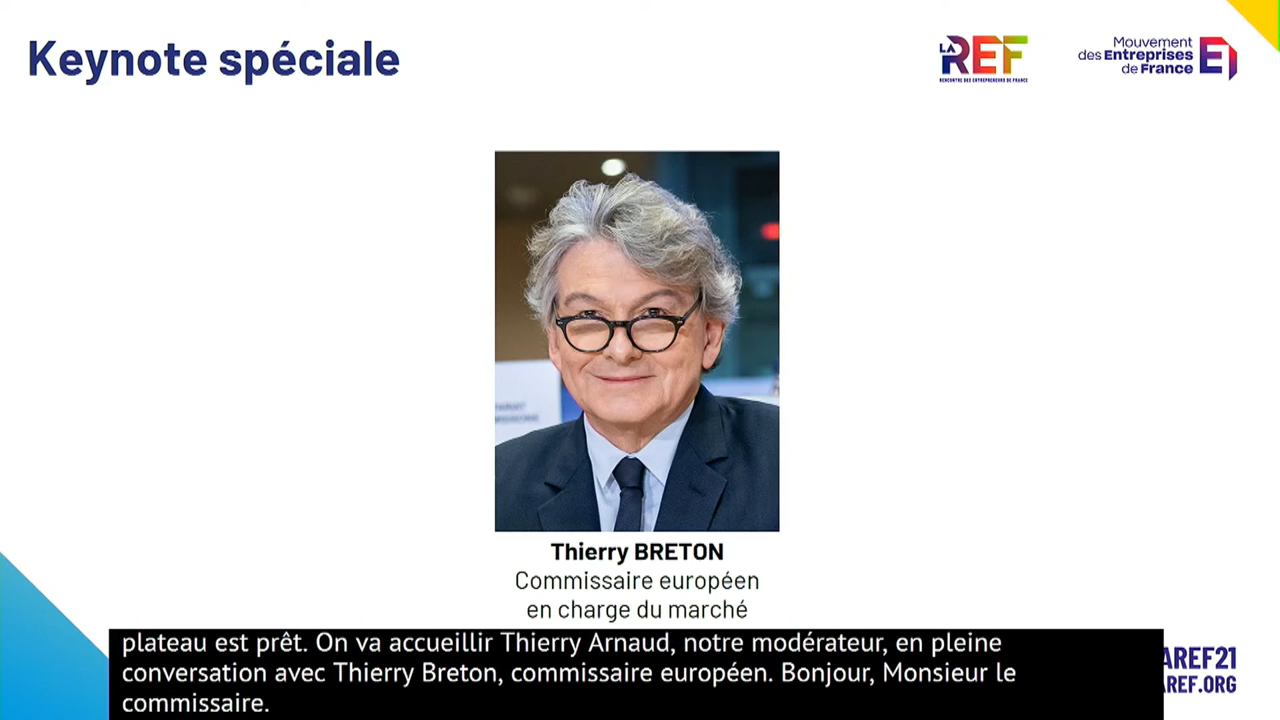 Keynote spéciale
LA REF
RENCONTRE DES ENTREPRENEURS DE FRANCE
Mouvement
des Entreprises
de France
Thierry BRETON
Commissaire européen
en charge du marché
plateau est prêt. On va accueillir Thierry Arnaud, notre modérateur, en pleine
conversation avec Thierry Breton, commissaire européen. Bonjour, Monsieur le
commissaire.
AREF21
AREF.ORG